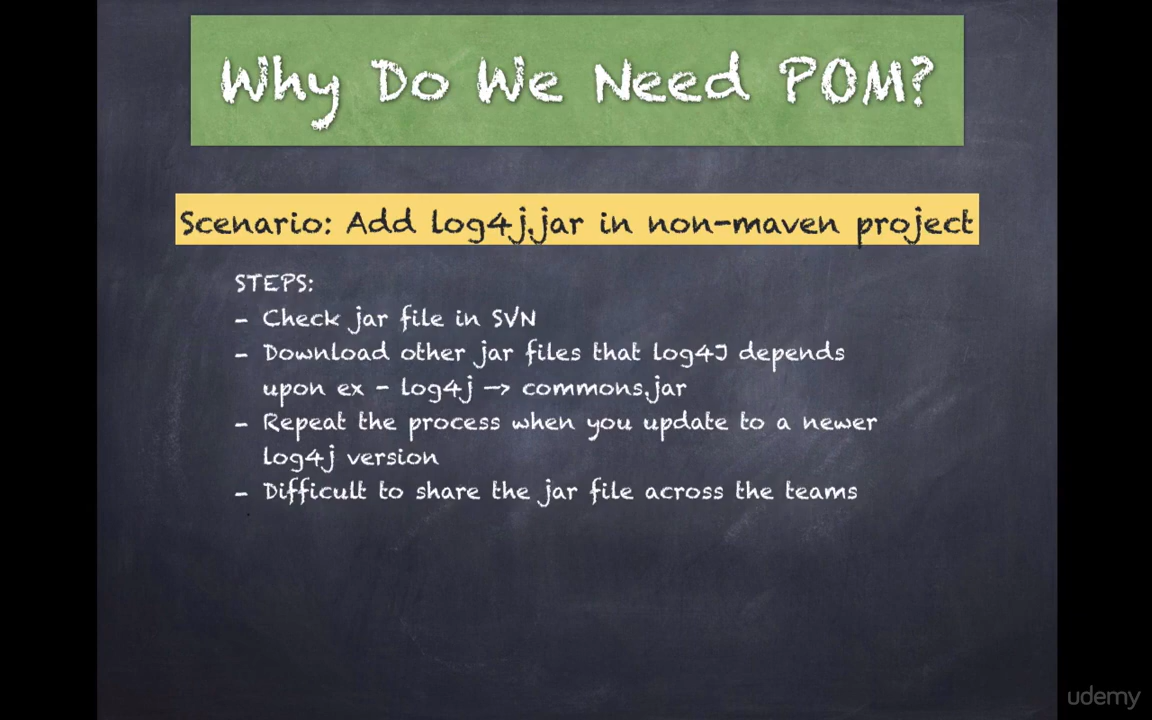 Why Do We Need POM?
Scenario: Add log4j.jar in non-maven project
STEPS:
- Check jar file in SVN
- Download other jar files that log4J depends
upon ex - log4j -> commons.jar
- Repeat the process when you update to a newer
log4j version
- Difficult to share the jar file across the teams
udemy